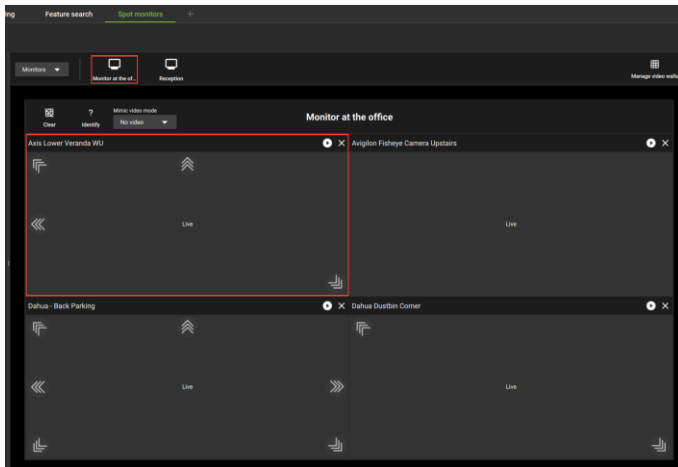 ing Feature search Spot monitors +
Monitors Monitor at the of... Reception Manage video walls
Clear ? Identify Mimic video mode No video Monitor at the office
Axis Lower Veranda WU Avigilon Fisheye Camera Upstairs
Live Live
Dahua - Back Parking Dahua Dustbin Corner
Live Live